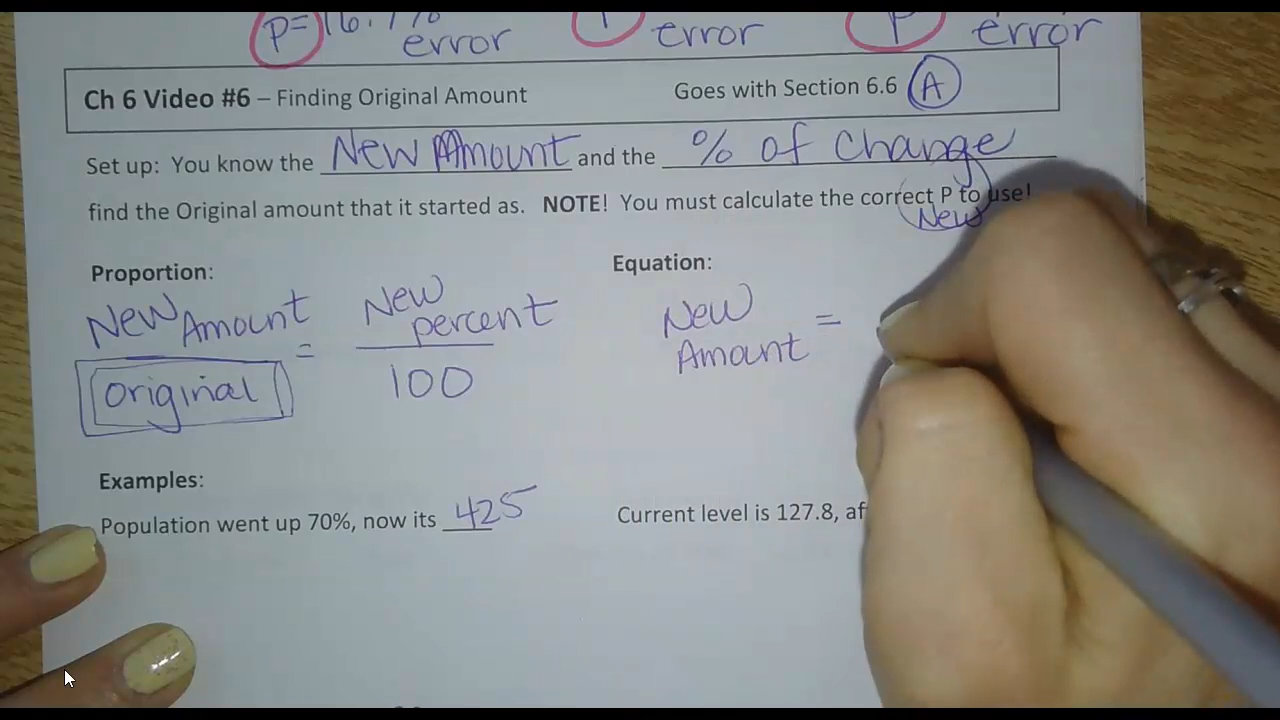 P= 16.7%
error
error
P
error
Ch 6 Video #6 – Finding Original Amount Goes with Section 6.6 A
Set up: You know the New Amount and the % of change
find the Original amount that it started as. NOTE! You must calculate the correct P to use!
New
Proportion: Equation:
New Amount = New percent
original 100
New Amount =
Examples:
Population went up 70%, now its 425 Current level is 127.8, af